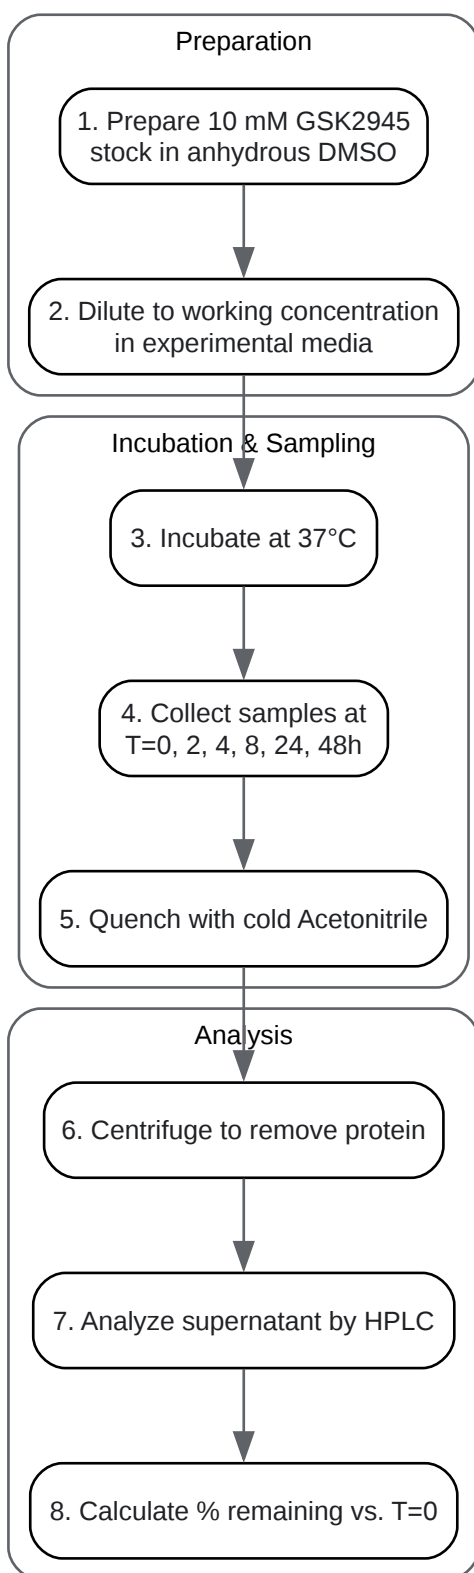 Preparation
1. Prepare 10 mM GSK2945
stock in anhydrous DMSO
2. Dilute to working concentration
in experimental media
Incubation & Sampling
3. Incubate at 37°C
4. Collect samples at
T=0, 2, 4, 8, 24, 48h
5. Quench with cold Acetonitrile
Analysis
6. Centrifuge to remove protein
7. Analyze supernatant by HPLC
8. Calculate % remaining vs. T=0